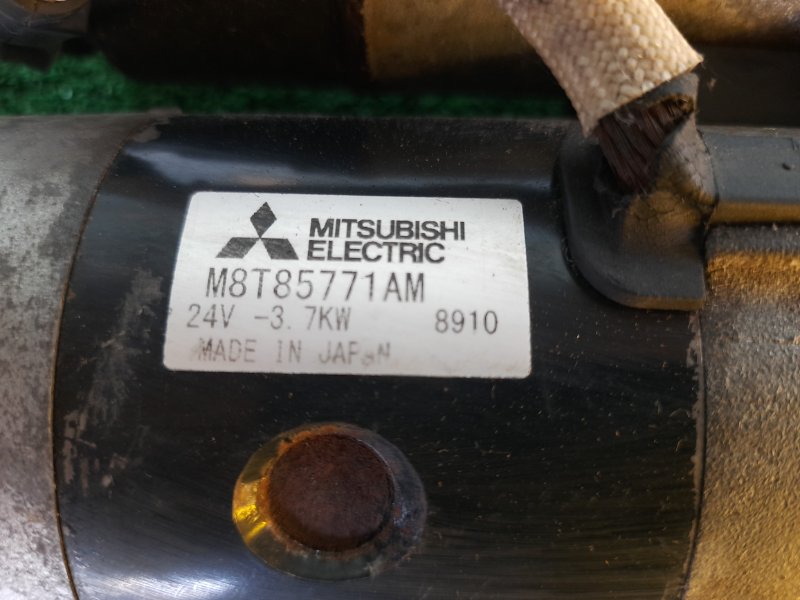 MITSUBISHI
ELECTRIC
M8T85771AM
24V -3.7KW 8910
MADE IN JAPAN